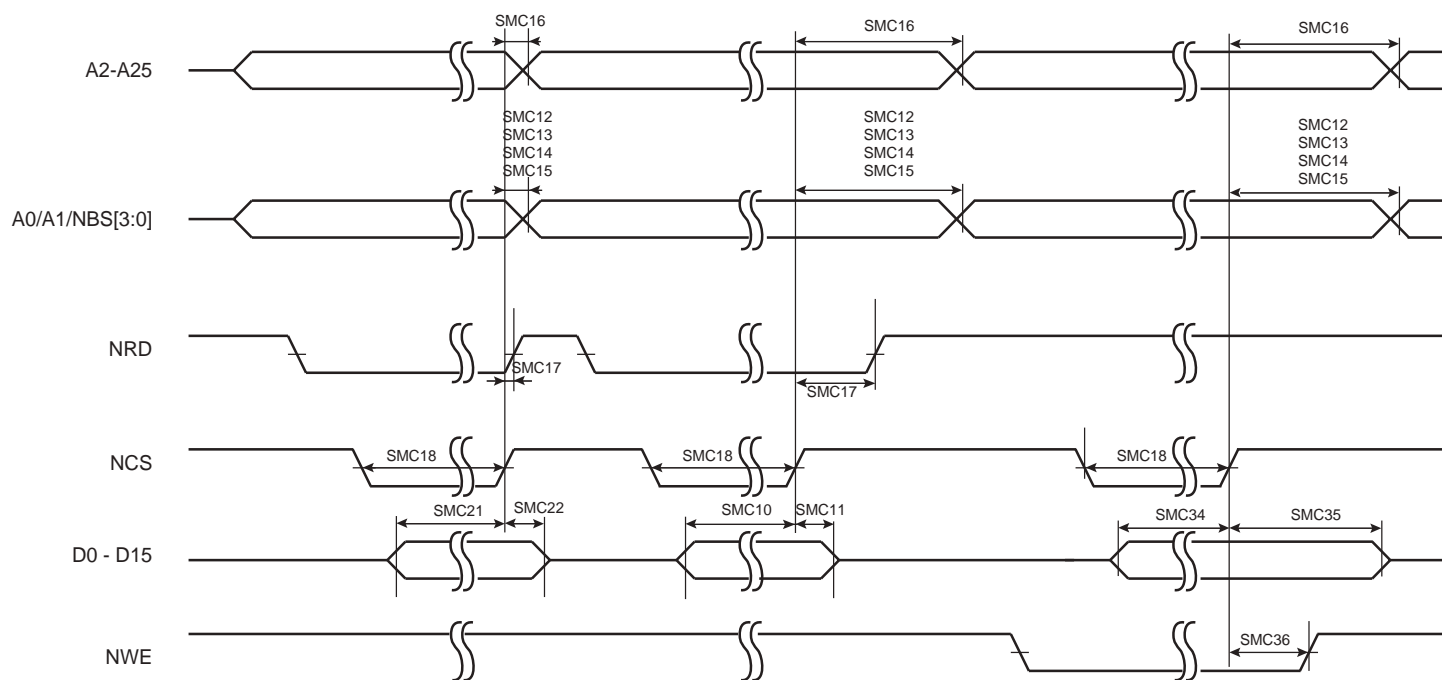 SMC16
SMC16
SMC16
A2-A25
SMC12
SMC13
SMC14
SMC15
SMC12
SMC13
SMC14
SMC15
SMC12
SMC13
SMC14
SMC15
A0/A1/NBS[3:0]
NRD
SMC17
SMC17
NCS
SMC18
SMC18
SMC18
SMC21
SMC22
SMC10
SMC11
SMC34
SMC35
D0 - D15
NWE
SMC36